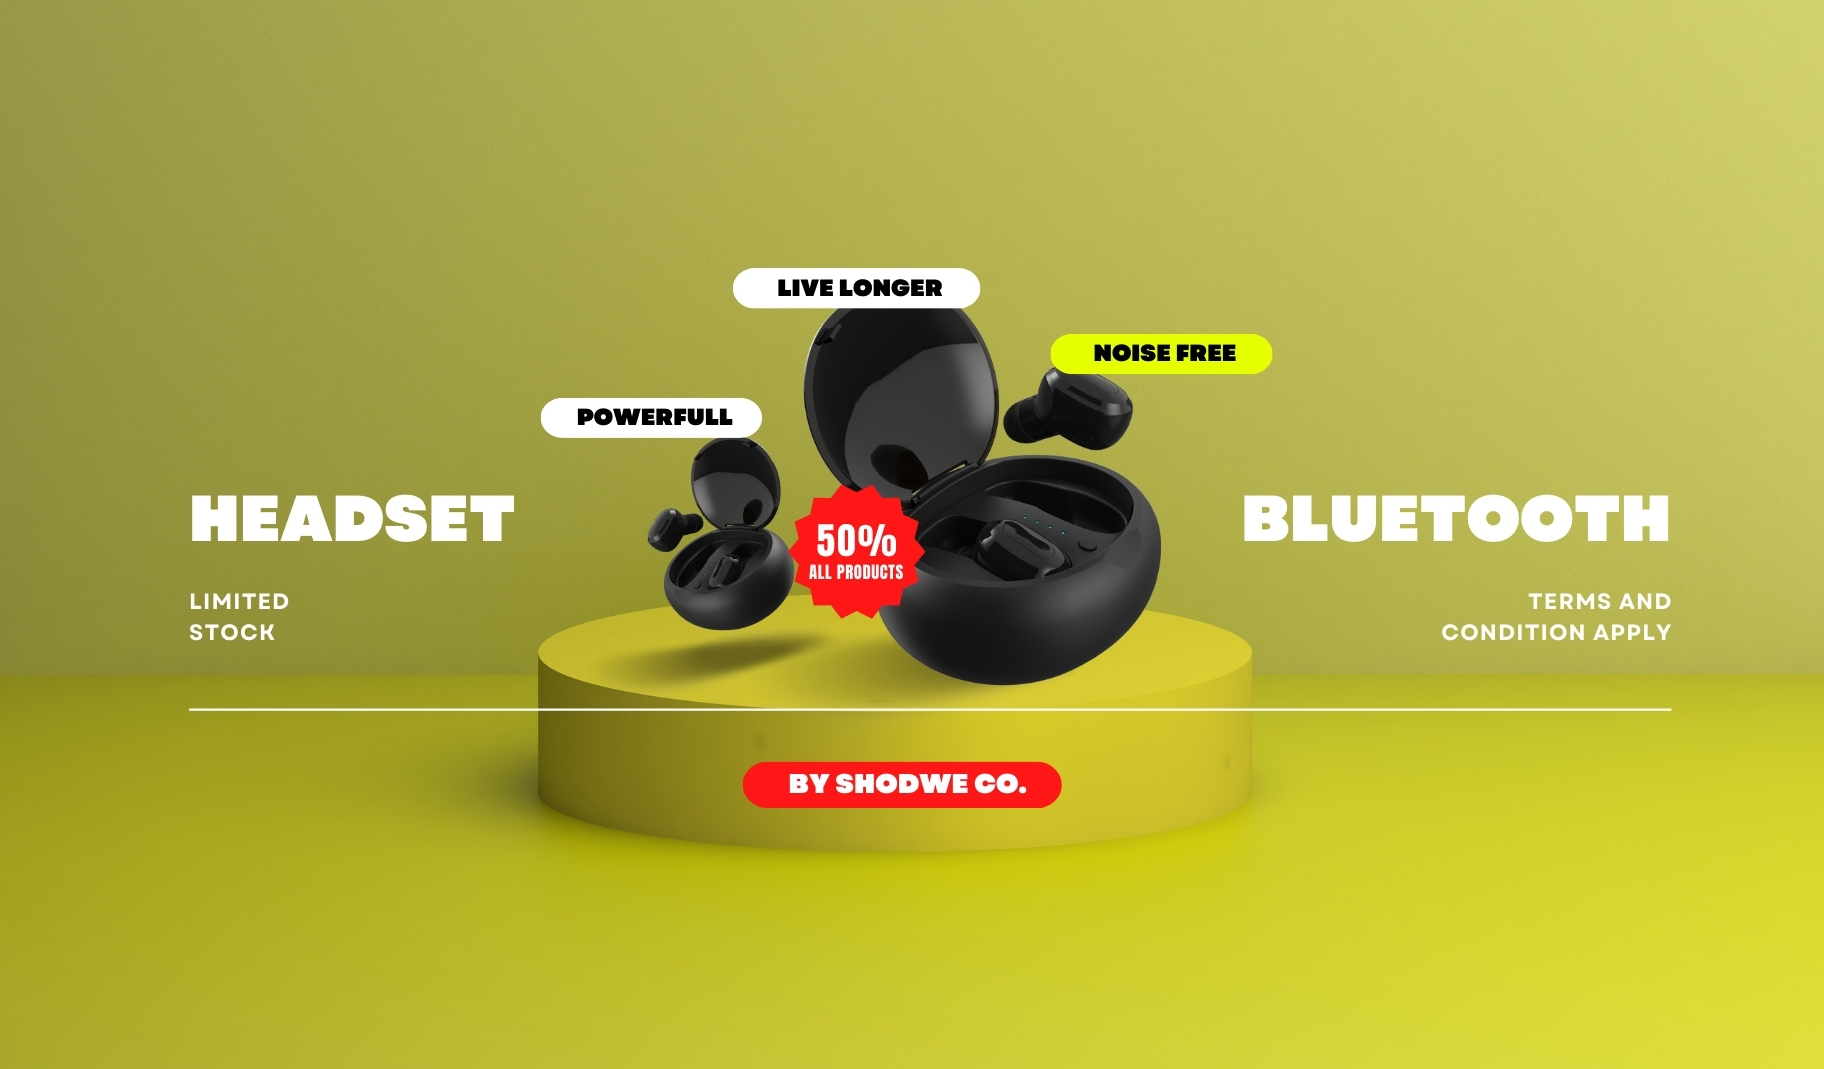 LIVE LONGER
NOISE FREE
POWERFULL
HEADSET
BLUETOOTH
50%
ALL PRODUCTS
LIMITED
STOCK
TERMS AND
CONDITION APPLY
BY SHODWE CO.